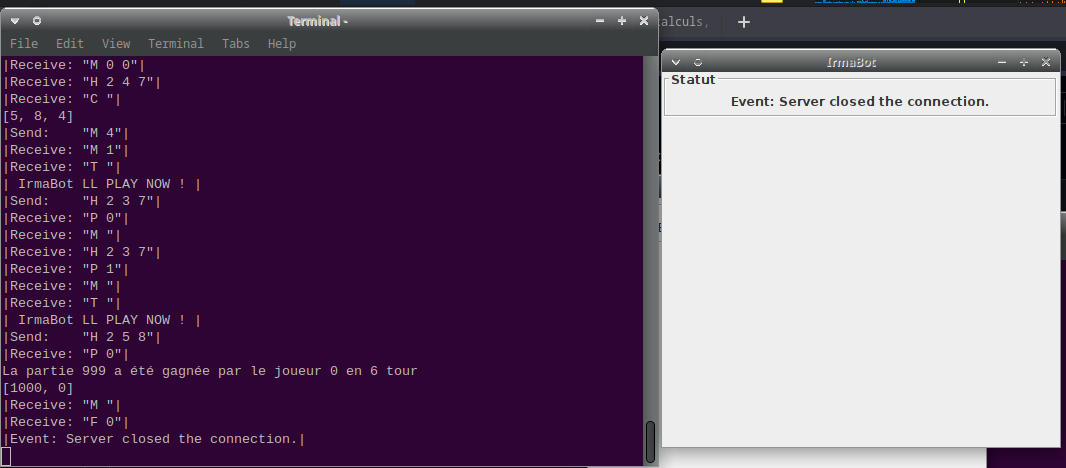 Terminal -
File Edit View Terminal Tabs Help
|Receive: "M 0 0"|
|Receive: "H 2 4 7"|
|Receive: "C "|
[5, 8, 4]
|Send:    "M 4"|
|Receive: "M 1"|
|Receive: "T "|
| IrmaBot LL PLAY NOW ! |
|Send:    "H 2 3 7"|
|Receive: "P 0"|
|Receive: "M "|
|Receive: "H 2 3 7"|
|Receive: "P 1"|
|Receive: "M "|
|Receive: "T "|
| IrmaBot LL PLAY NOW ! |
|Send:    "H 2 5 8"|
|Receive: "P 0"|
La partie 999 a été gagnée par le joueur 0 en 6 tour
[1000, 0]
|Receive: "M "|
|Receive: "F 0"|
|Event: Server closed the connection.|
IrmaBot
Statut
Event: Server closed the connection.